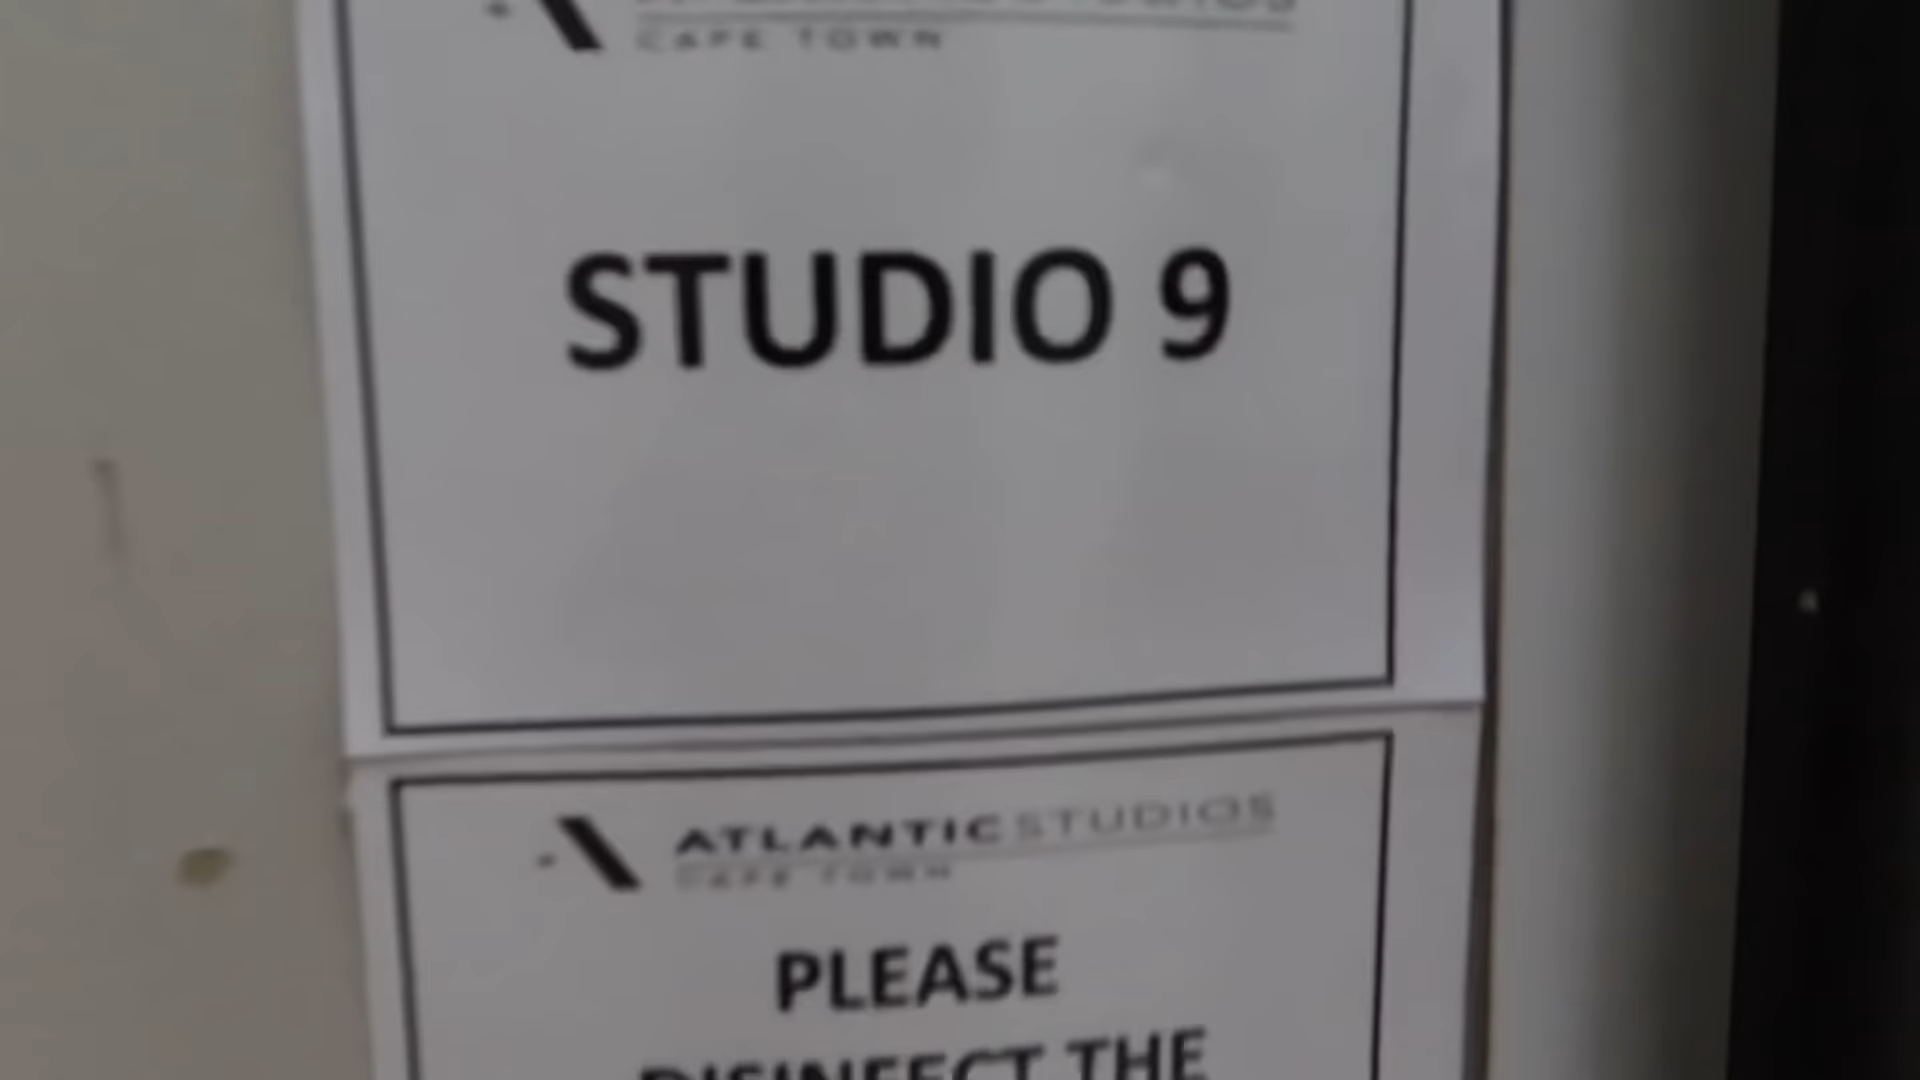 CAPE TOWN
STUDIO 9
ATLANTICSTUDIOS
CAPE TOWN
PLEASE
DISINFECT THE